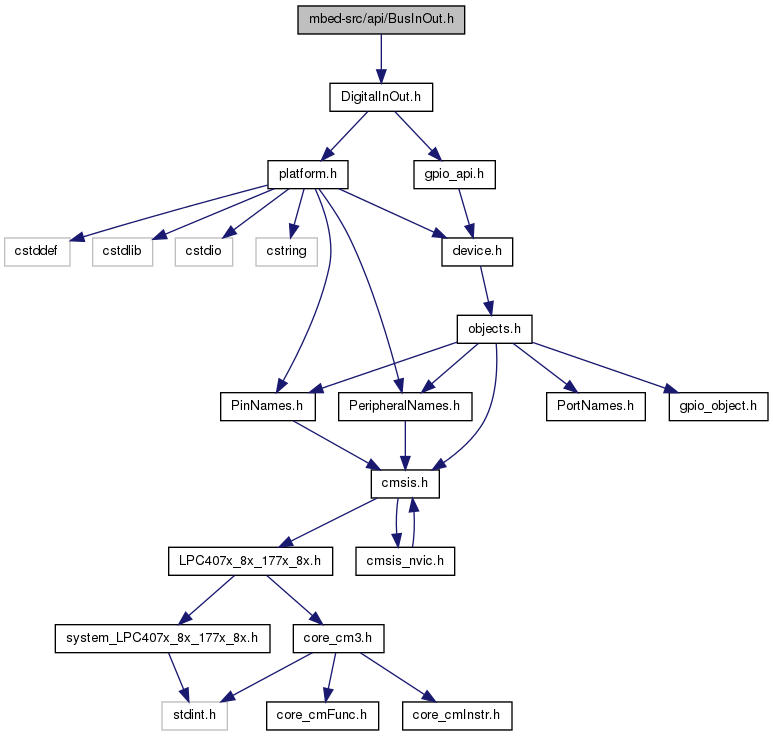 mbed-src/api/BusInOut.h
DigitalInOut.h
platform.h
gpio_api.h
cstddef
cstdlib
cstdio
cstring
device.h
objects.h
PinNames.h
PeripheralNames.h
PortNames.h
gpio_object.h
cmsis.h
LPC407x_8x_177x_8x.h
cmsis_nvic.h
system_LPC407x_8x_177x_8x.h
core_cm3.h
stdint.h
core_cmFunc.h
core_cmInstr.h